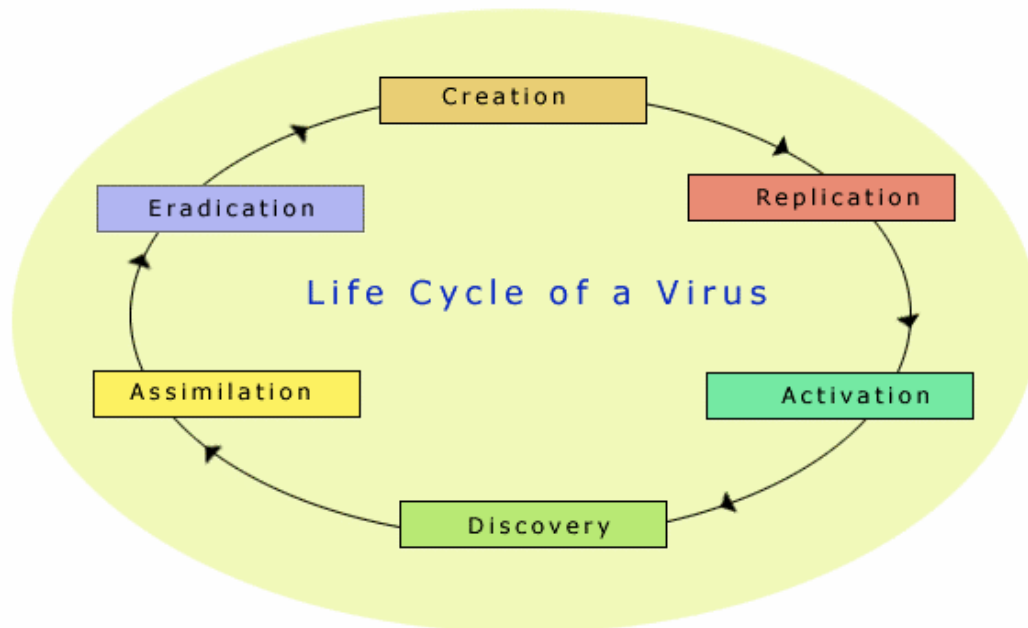 Creation
Replication
Eradication
Life Cycle of a Virus
Assimilation
Activation
Discovery